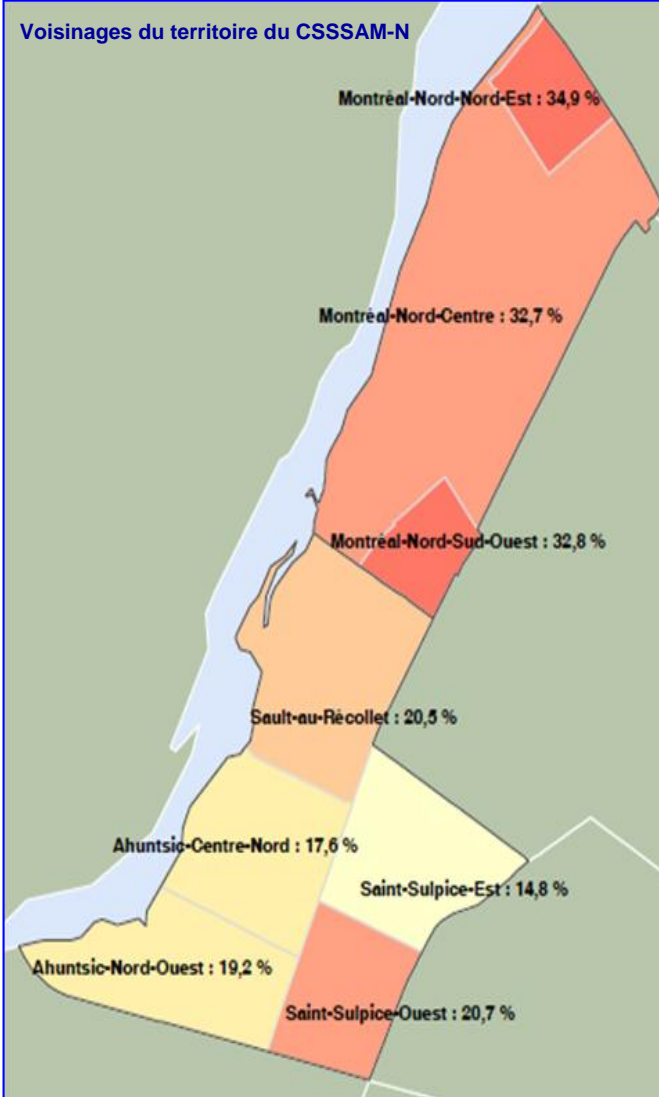 Voisinages du territoire du CSSSAM-N
Montréal-Nord-Nord-Est : 34,9 %
Montréal-Nord-Centre : 32,7 %
Montréal-Nord-Sud-Ouest : 32,8 %
Sault-au-Récollet : 20,5 %
Ahuntsic-Centre-Nord : 17,6 %
Saint-Sulpice-Est : 14,8 %
Ahuntsic-Nord-Ouest : 19,2 %
Saint-Sulpice-Ouest : 20,7 %